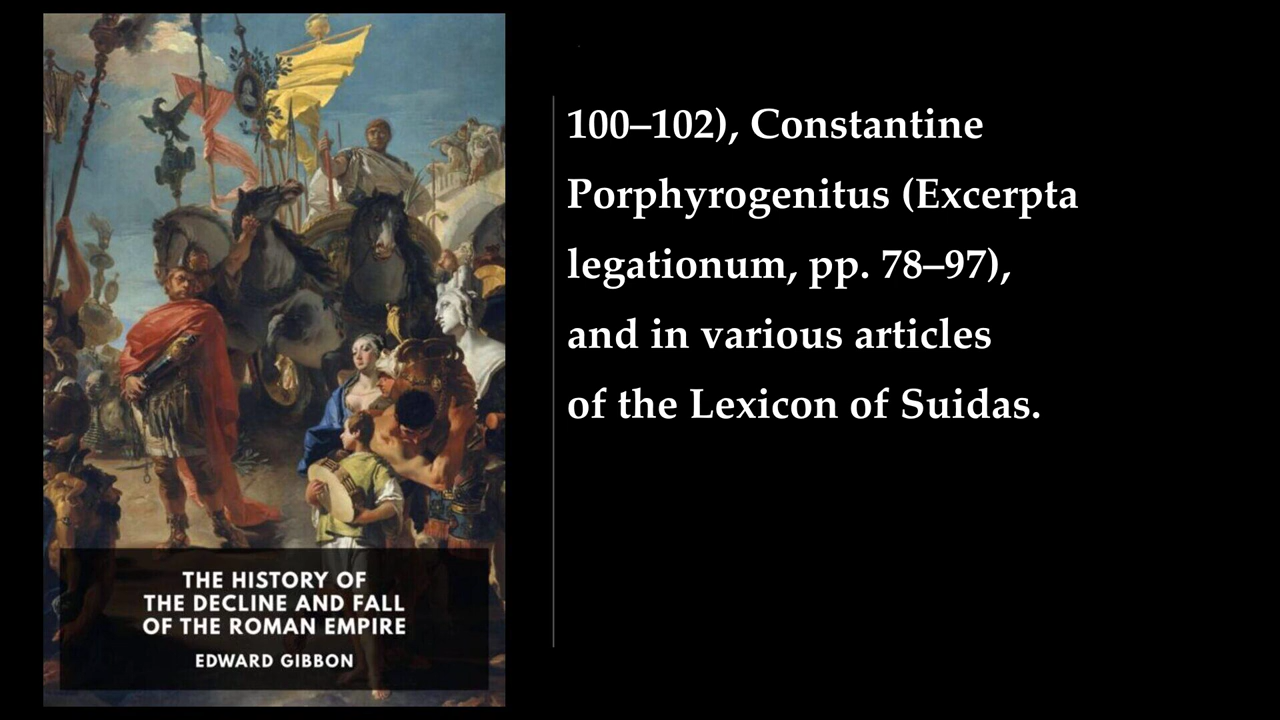 100–102), Constantine
Porphyrogenitus (Excerpta
legationum, pp. 78–97),
and in various articles
of the Lexicon of Suidas.
THE HISTORY OF
THE DECLINE AND FALL
OF THE ROMAN EMPIRE
EDWARD GIBBON